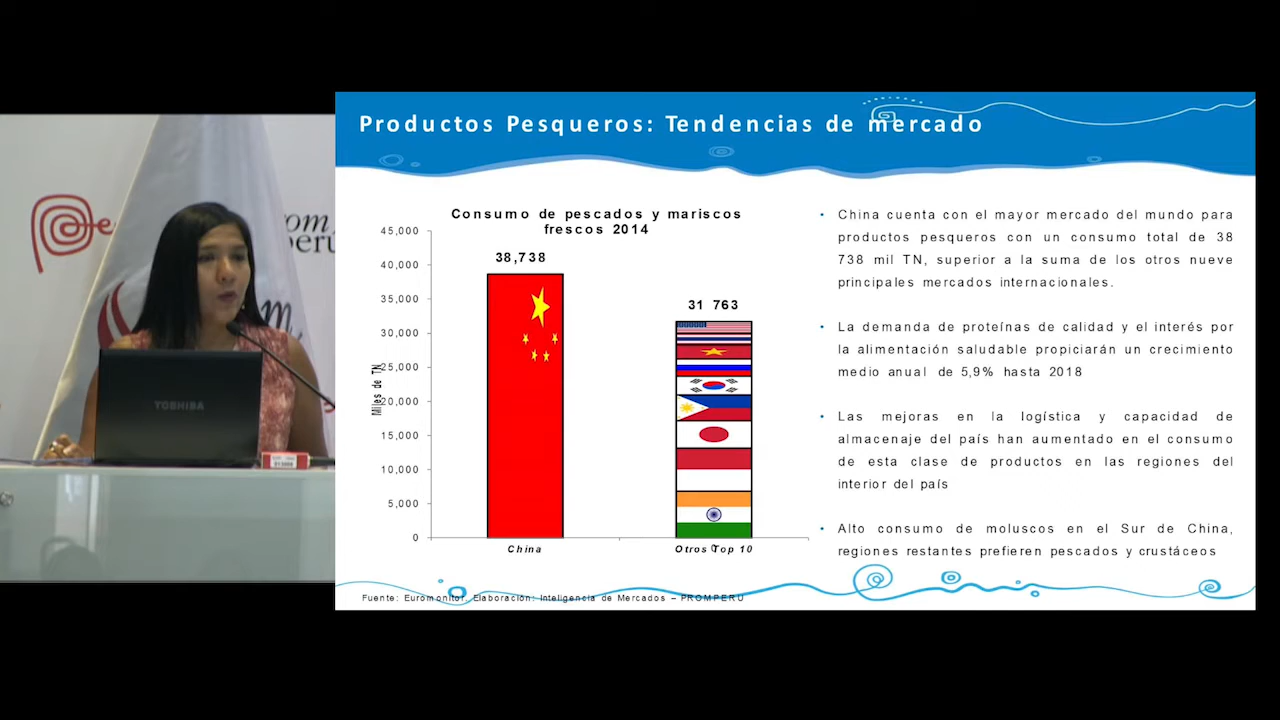 Productos Pesqueros: Tendencias de mercado
Consumo de pescados y mariscos
frescos 2014
Miles de TN
45,000
40,000
35,000
30,000
25,000
20,000
15,000
10,000
5,000
0
38,738
31 763
China
Otros Top 10
• China cuenta con el mayor mercado del mundo para
productos pesqueros con un consumo total de 38
738 mil TN, superior a la suma de los otros nueve
principales mercados internacionales.
• La demanda de proteínas de calidad y el interés por
la alimentación saludable propiciarán un crecimiento
medio anual de 5,9% hasta 2018
• Las mejoras en la logística y capacidad de
almacenaje del país han aumentado en el consumo
de esta clase de productos en las regiones del
interior del país
• Alto consumo de moluscos en el Sur de China,
regiones restantes prefieren pescados y crustáceos
Fuente: Euromonitor. Elaboración: Inteligencia de Mercados – PROMPERU
TOSHIBA